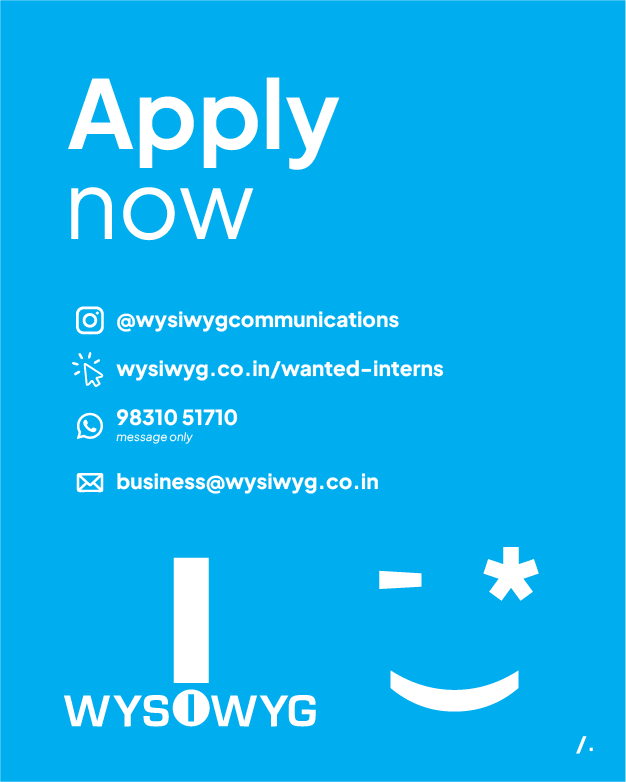 Apply
now
@wysiwygcommunications
wysiwyg.co.in/wanted-interns
98310 51710
message only
business@wysiwyg.co.in
WYSIWYG
/.